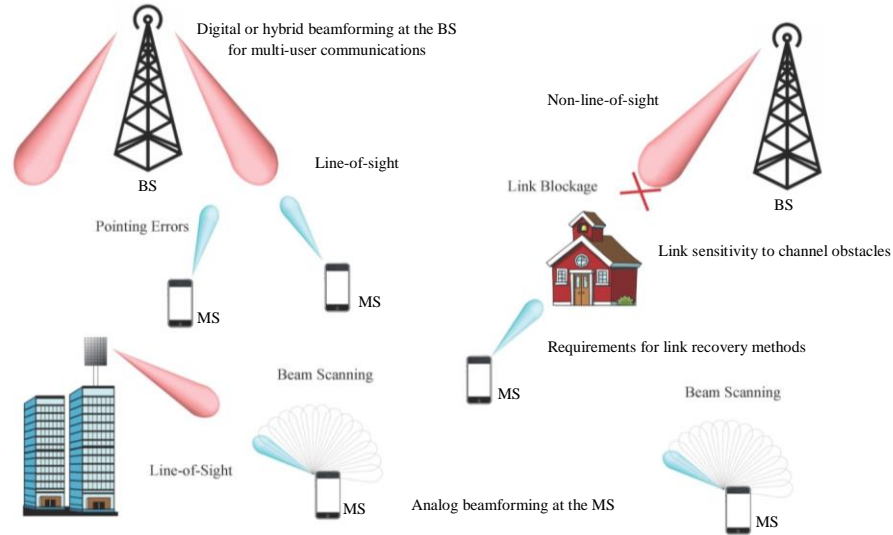 Digital or hybrid beamforming at the BS
for multi-user communications
Non-line-of-sight
Line-of-sight
BS
Link Blockage
BS
Pointing Errors
Link sensitivity to channel obstacles
MS
MS
Requirements for link recovery methods
Beam Scanning
MS
Beam Scanning
Line-of-Sight
Analog beamforming at the MS
MS
MS